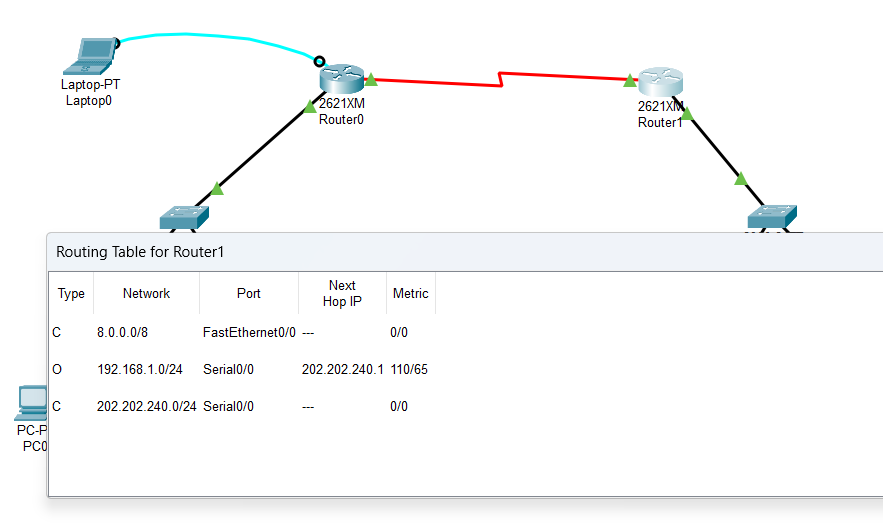 Laptop-PT
Laptop0
2621XM
Router0
2621XM
Router1
Routing Table for Router1
Type Network Port Next Hop IP Metric
C 8.0.0.0/8 FastEthernet0/0 --- 0/0
O 192.168.1.0/24 Serial0/0 202.202.240.1 110/65
C 202.202.240.0/24 Serial0/0 --- 0/0
PC-P
PC0